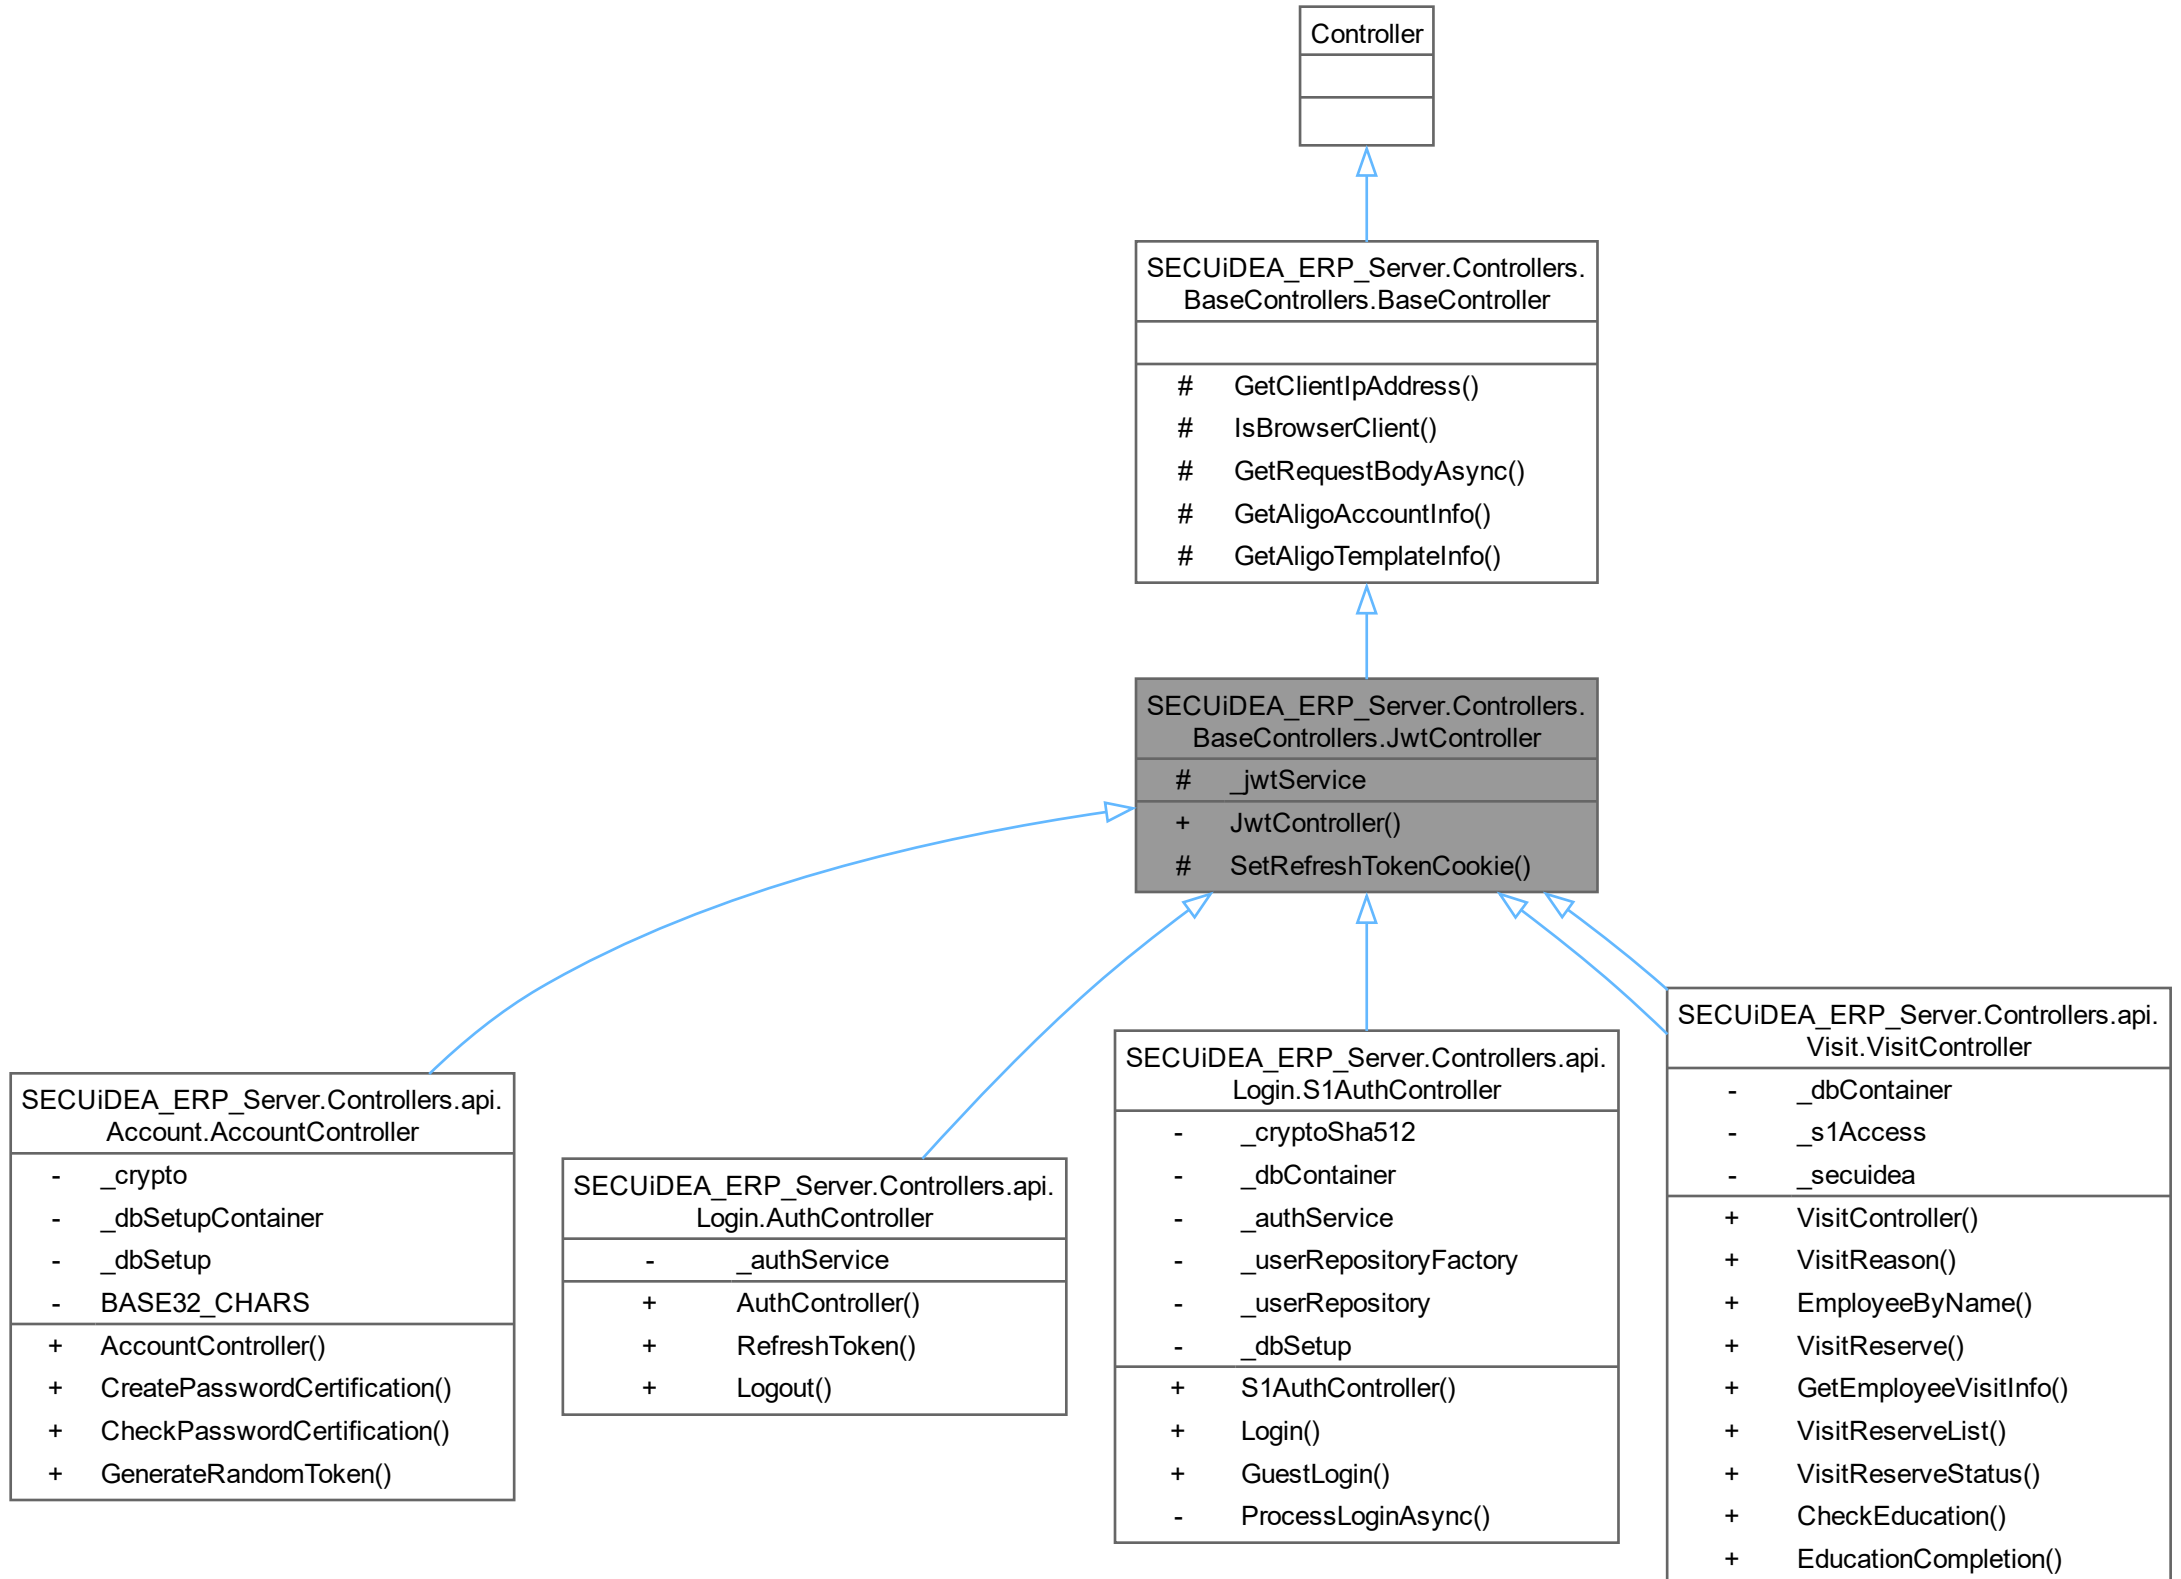 Controller
SECUiDEA_ERP_Server.Controllers.
BaseControllers.BaseController
# GetClientIpAddress()
# IsBrowserClient()
# GetRequestBodyAsync()
# GetAligoAccountInfo()
# GetAligoTemplateInfo()
SECUiDEA_ERP_Server.Controllers.
BaseControllers.JwtController
# _jwtService
+ JwtController()
# SetRefreshTokenCookie()
SECUiDEA_ERP_Server.Controllers.api.
Account.AccountController
- _crypto
- _dbSetupContainer
- _dbSetup
- BASE32_CHARS
+ AccountController()
+ CreatePasswordCertification()
+ CheckPasswordCertification()
+ GenerateRandomToken()
SECUiDEA_ERP_Server.Controllers.api.
Login.AuthController
- _authService
+ AuthController()
+ RefreshToken()
+ Logout()
SECUiDEA_ERP_Server.Controllers.api.
Login.S1AuthController
- _cryptoSha512
- _dbContainer
- _authService
- _userRepositoryFactory
- _userRepository
- _dbSetup
+ S1AuthController()
+ Login()
+ GuestLogin()
- ProcessLoginAsync()
SECUiDEA_ERP_Server.Controllers.api.
Visit.VisitController
- _dbContainer
- _s1Access
- _secuidea
+ VisitController()
+ VisitReason()
+ EmployeeByName()
+ VisitReserve()
+ GetEmployeeVisitInfo()
+ VisitReserveList()
+ VisitReserveStatus()
+ CheckEducation()
+ EducationCompletion()